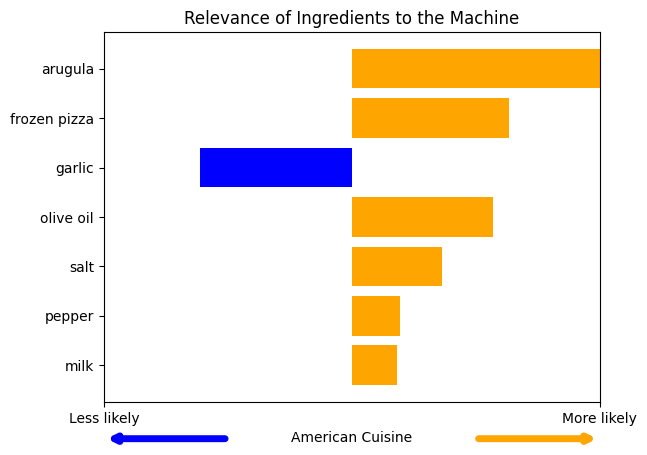 Relevance of Ingredients to the Machine
arugula
frozen pizza
garlic
olive oil
salt
pepper
milk
Less likely
More likely
American Cuisine